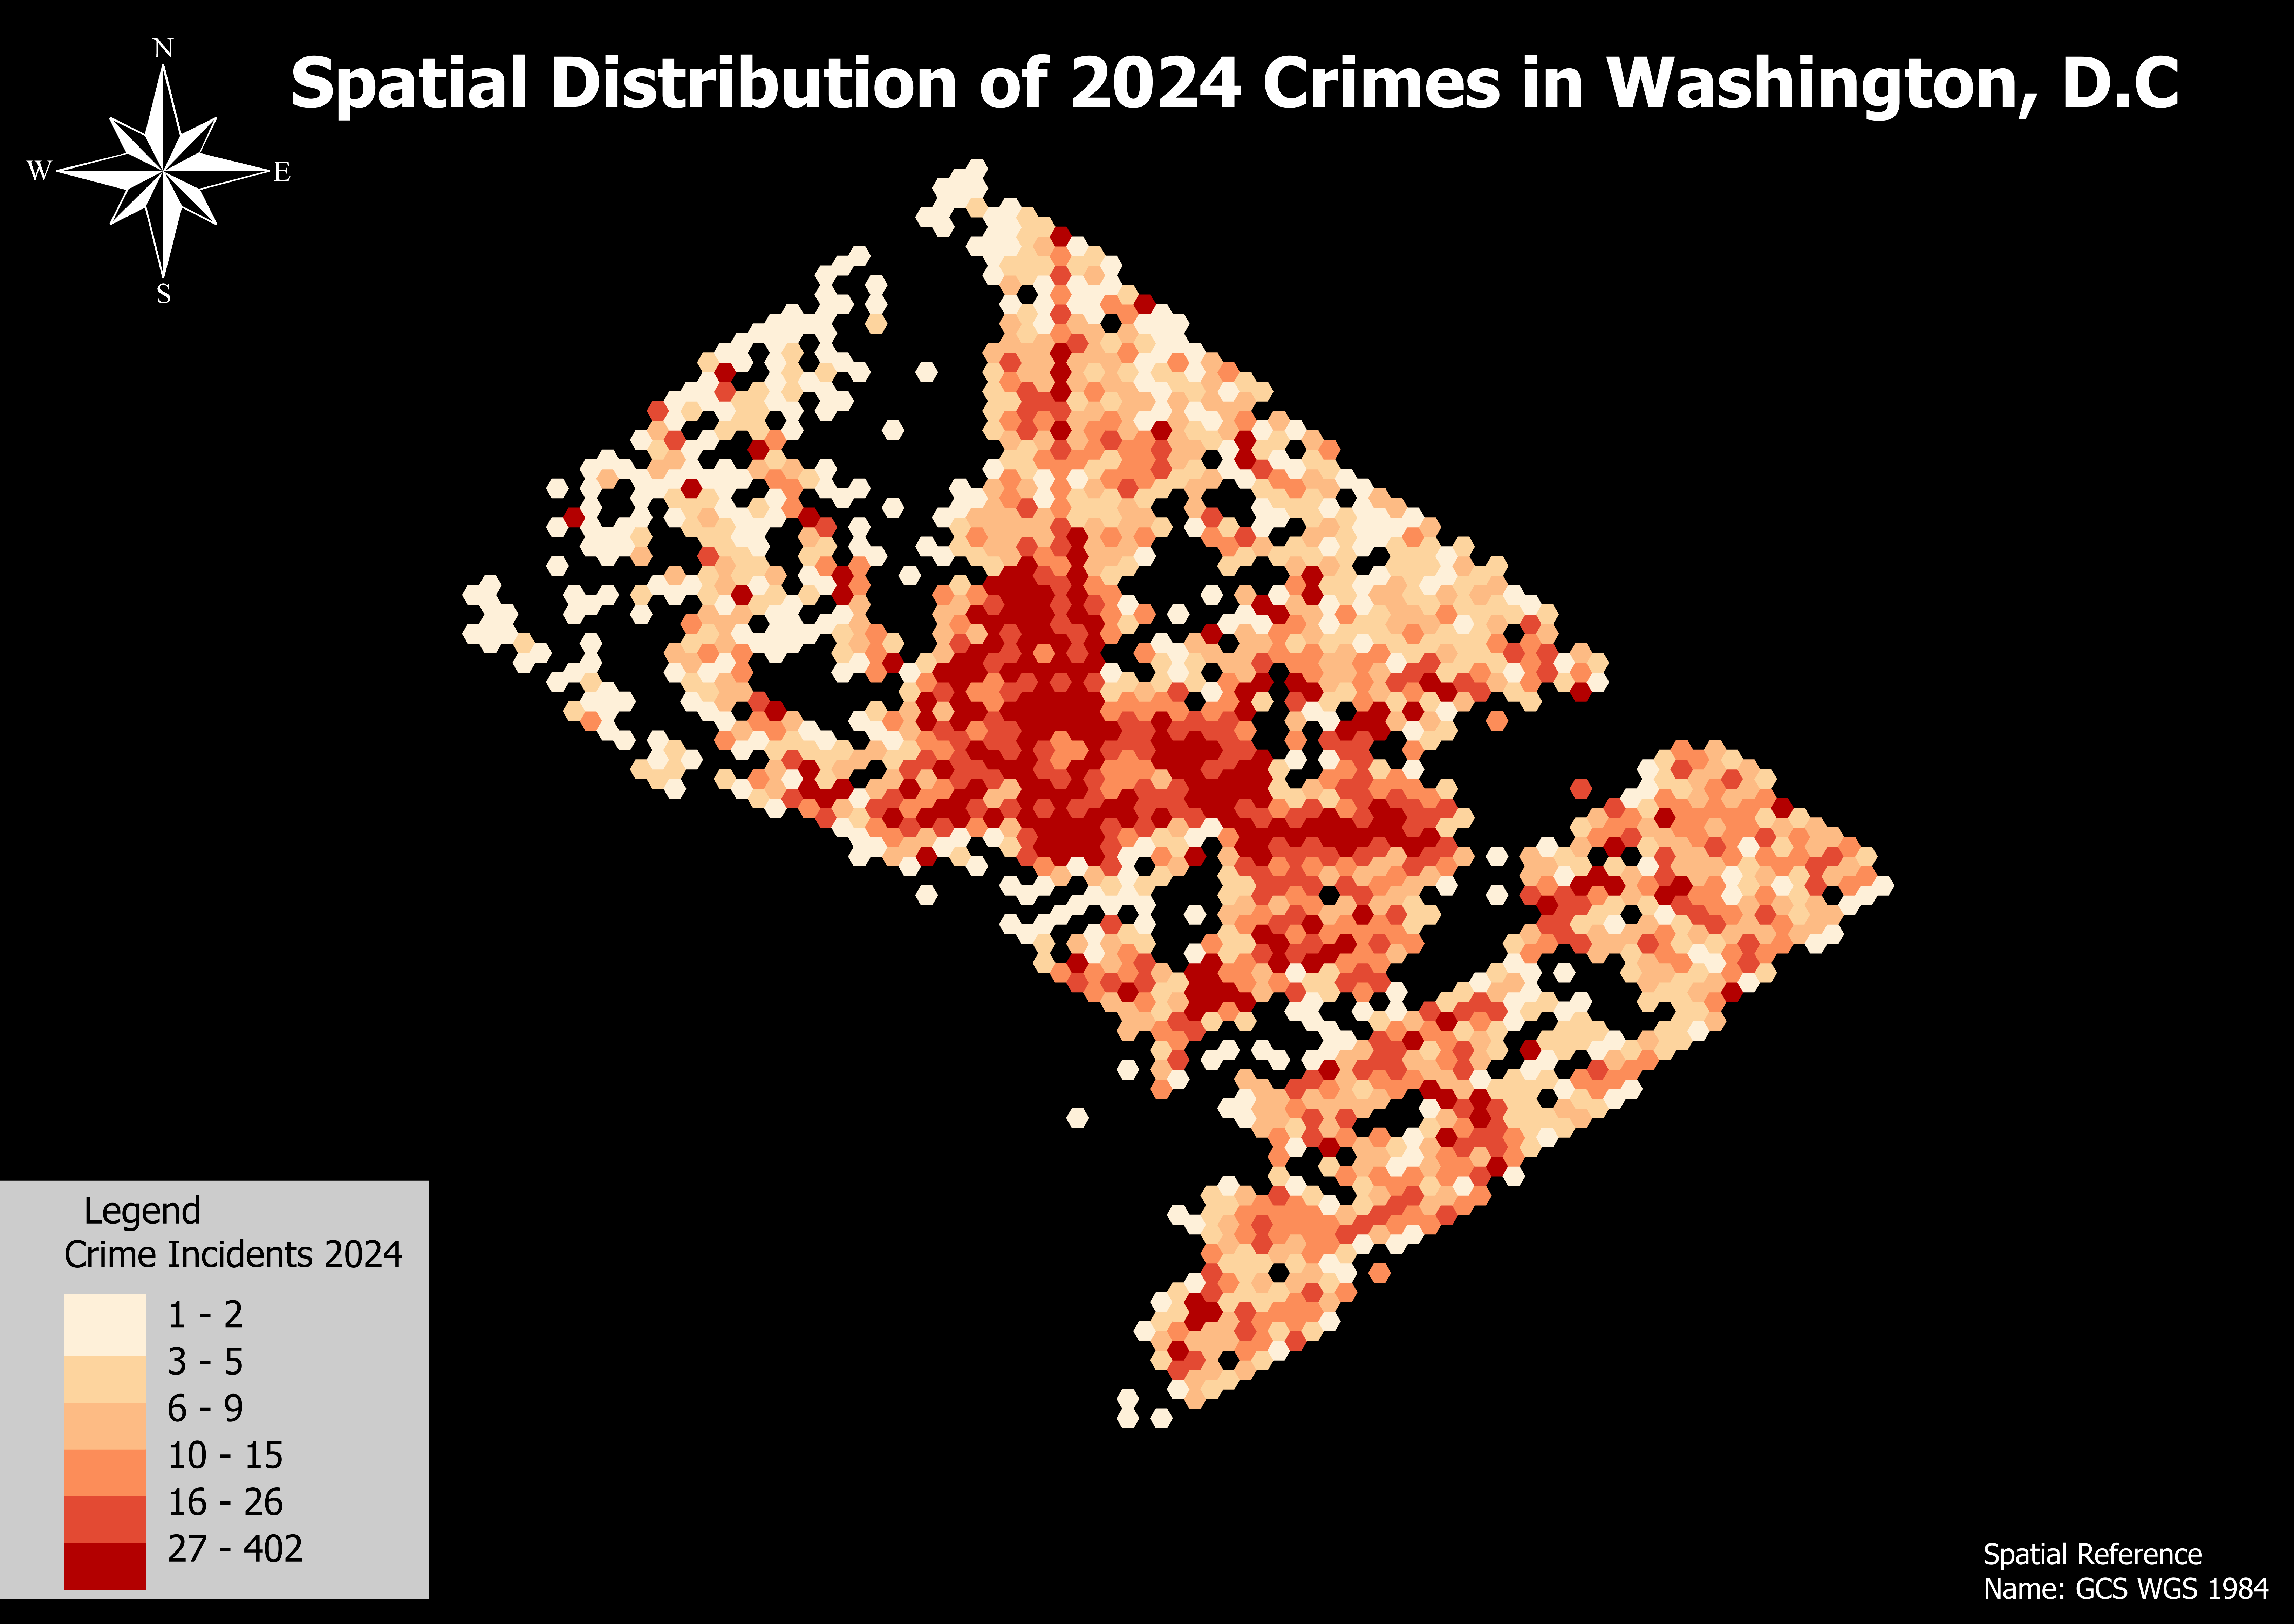 N
Spatial Distribution of 2024 Crimes in Washington, D.C
W
E
S
Legend
Crime Incidents 2024
1 - 2
3 - 5
6 - 9
10 - 15
16 - 26
27 - 402
Spatial Reference
Name: GCS WGS 1984